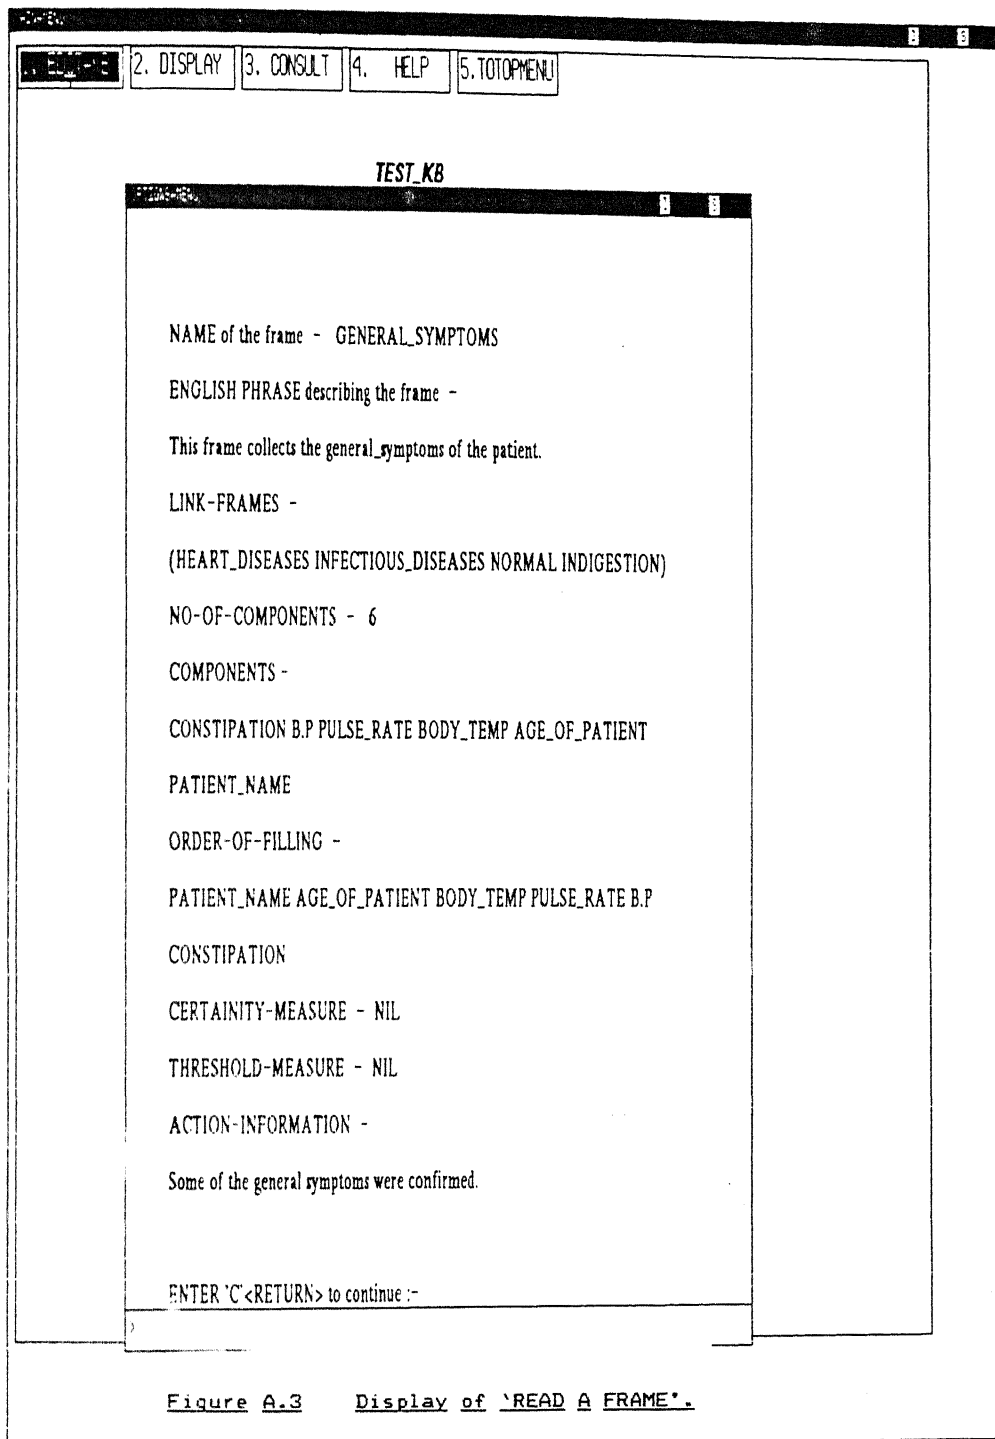 2. DISPLAY 3. CONSULT 4. HELP 5.TOTOPMENU
TEST_KB
NAME of the frame - GENERAL_SYMPTOMS
ENGLISH PHRASE describing the frame -
This frame collects the general_symptoms of the patient.
LINK-FRAMES -
(HEART_DISEASES INFECTIOUS_DISEASES NORMAL INDIGESTION)
NO-OF-COMPONENTS - 6
COMPONENTS -
CONSTIPATION B.P PULSE_RATE BODY_TEMP AGE_OF_PATIENT
PATIENT_NAME
ORDER-OF-FILLING -
PATIENT_NAME AGE_OF_PATIENT BODY_TEMP PULSE_RATE B.P
CONSTIPATION
CERTAINITY-MEASURE - NIL
THRESHOLD-MEASURE - NIL
ACTION-INFORMATION -
Some of the general symptoms were confirmed.
ENTER 'C'<RETURN> to continue :-
Figure A.3 Display of `READ A FRAME'.